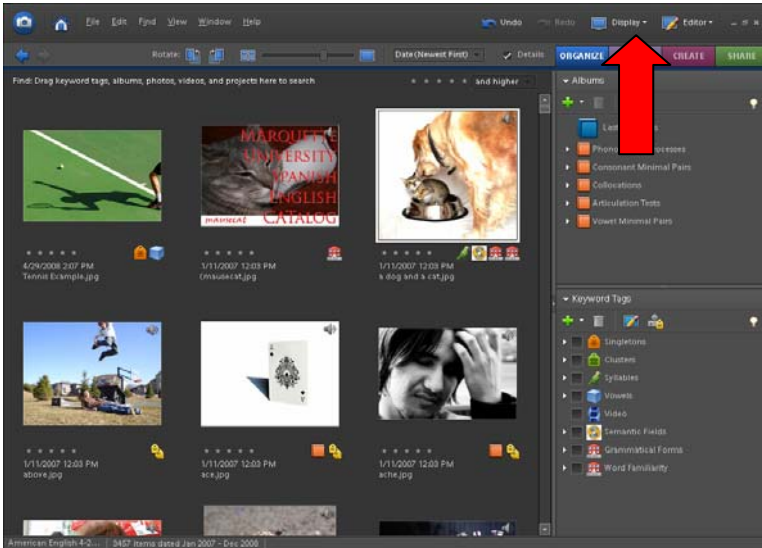 File Edit Find View Window Help Undo Redo Display Editor
Rotate: Date (Newest First) Details ORGANIZE CREATE SHARE
Find: Drag keyword tags, albums, photos, videos, and projects here to search and higher
Albums
MARQUETTE
UNIVERSITY
SPANISH
ENGLISH
CATALOG
mausecat
Consonant Minimal Pairs
Collocations
Articulation Tests
Vowel Minimal Pairs
4/29/2008 2:07 PM
Tennis Example.jpg
1/11/2007 12:03 PM
(mausecat.jpg
1/11/2007 12:03 PM
a dog and a cat.jpg
Keyword Tags
Singletons
Clusters
Syllables
Vowels
Video
Semantic Fields
Grammatical Forms
Word Familiarity
1/11/2007 12:03 PM
above.jpg
1/11/2007 12:03 PM
ace.jpg
1/11/2007 12:03 PM
ache.jpg
American English 4-2... 3457 items dated Jan 2007 - Dec 2008